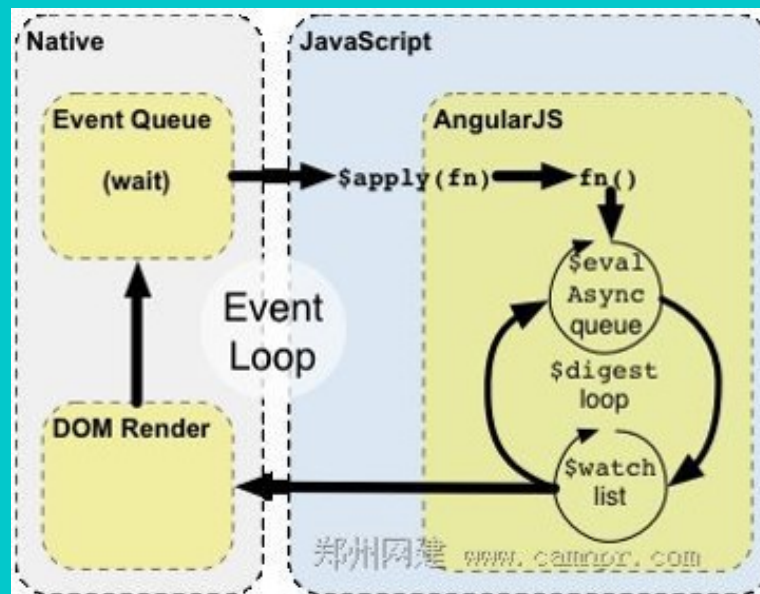 Native
JavaScript
Event Queue
(wait)
AngularJS
$apply(fn)
fn()
$eval
Async
queue
Event
Loop
$digest
loop
DOM Render
$watch
list
郑州网建 www.camnpr.com